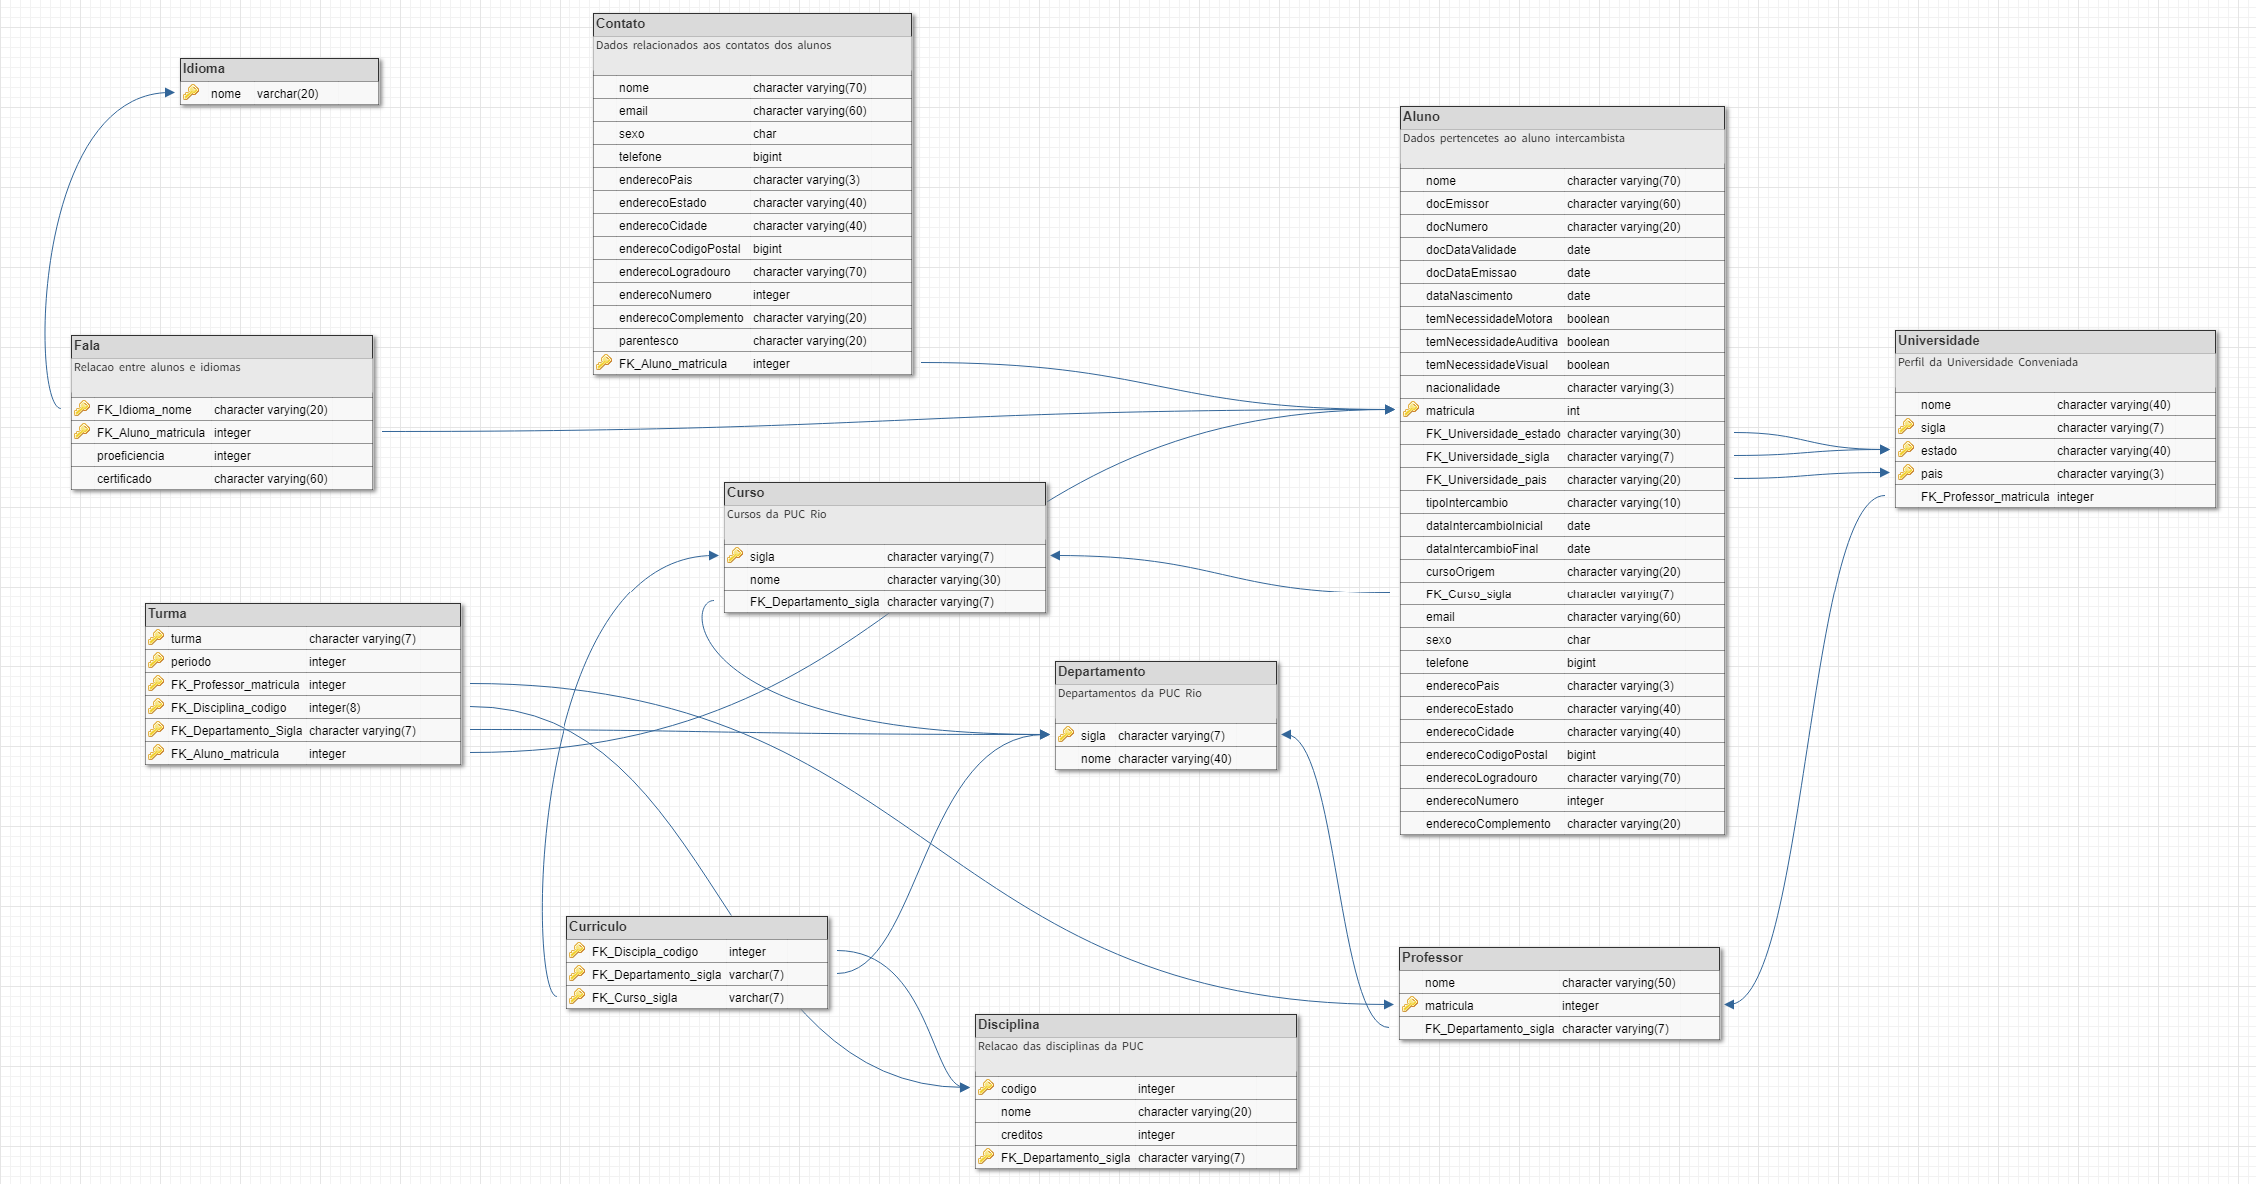 Idioma
nome varchar(20)
Contato
Dados relacionados aos contatos dos alunos
nome character varying(70)
email character varying(60)
sexo char
telefone bigint
enderecoPais character varying(3)
enderecoEstado character varying(40)
enderecoCidade character varying(40)
enderecoCodigoPostal bigint
enderecoLogradouro character varying(70)
enderecoNumero integer
enderecoComplemento character varying(20)
parentesco character varying(20)
FK_Aluno_matricula integer
Aluno
Dados pertencetes ao aluno intercambista
nome character varying(70)
docEmissor character varying(60)
docNumero character varying(20)
docDataValidade date
docDataEmissao date
dataNascimento date
temNecessidadeMotora boolean
temNecessidadeAuditiva boolean
temNecessidadeVisual boolean
nacionalidade character varying(3)
matricula int
FK_Universidade_estado character varying(30)
FK_Universidade_sigla character varying(7)
FK_Universidade_pais character varying(20)
tipoIntercambio character varying(10)
dataIntercambioInicial date
dataIntercambioFinal date
cursoOrigem character varying(20)
FK_Curso_sigla character varying(7)
email character varying(60)
sexo char
telefone bigint
enderecoPais character varying(3)
enderecoEstado character varying(40)
enderecoCidade character varying(40)
enderecoCodigoPostal bigint
enderecoLogradouro character varying(70)
enderecoNumero integer
enderecoComplemento character varying(20)
Universidade
Perfil da Universidade Conveniada
nome character varying(40)
sigla character varying(7)
estado character varying(40)
pais character varying(3)
FK_Professor_matricula integer
Fala
Relacao entre alunos e idiomas
FK_Idioma_nome character varying(20)
FK_Aluno_matricula integer
proeficiencia integer
certificado character varying(60)
Curso
Cursos da PUC Rio
sigla character varying(7)
nome character varying(30)
FK_Departamento_sigla character varying(7)
Turma
turma character varying(7)
periodo integer
FK_Professor_matricula integer
FK_Disciplina_codigo integer(8)
FK_Departamento_Sigla character varying(7)
FK_Aluno_matricula integer
Departamento
Departamentos da PUC Rio
sigla character varying(7)
nome character varying(40)
Curriculo
FK_Discipla_codigo integer
FK_Departamento_sigla varchar(7)
FK_Curso_sigla varchar(7)
Professor
nome character varying(50)
matricula integer
FK_Departamento_sigla character varying(7)
Disciplina
Relacao das disciplinas da PUC
codigo integer
nome character varying(20)
creditos integer
FK_Departamento_sigla character varying(7)